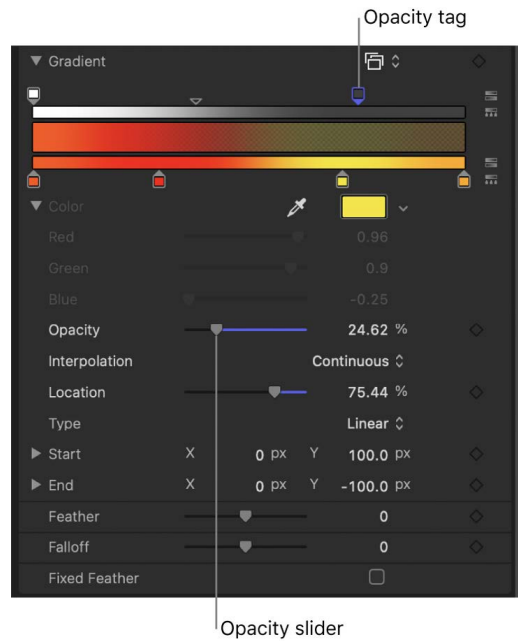 Opacity tag
Gradient
Color
Red 0.96
Green 0.9
Blue -0.25
Opacity 24.62 %
Interpolation Continuous
Location 75.44 %
Type Linear
Start X 0 px Y 100.0 px
End X 0 px Y -100.0 px
Feather 0
Falloff 0
Fixed Feather
Opacity slider